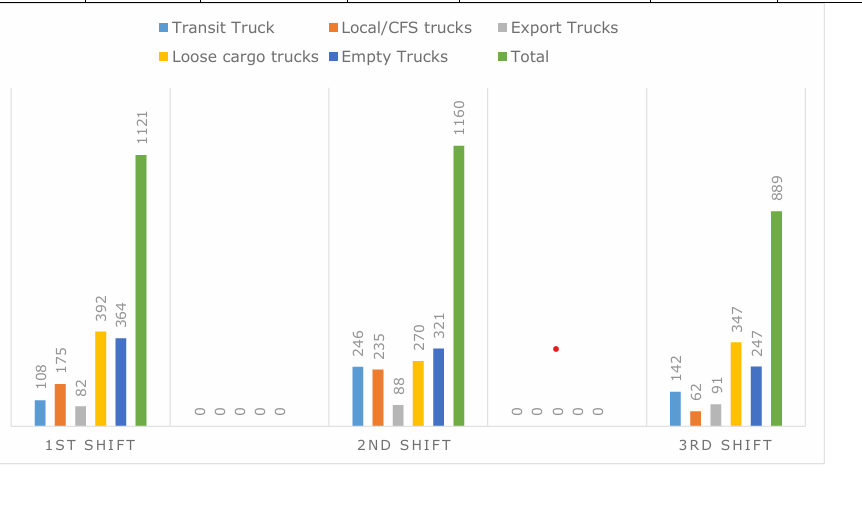 Transit Truck Local/CFS trucks Export Trucks
Loose cargo trucks Empty Trucks Total
108 175 82 392 364 1121
0 0 0 0 0
246 235 88 270 321 1160
0 0 0 0 0
142 62 91 347 247 889
1ST SHIFT 2ND SHIFT 3RD SHIFT